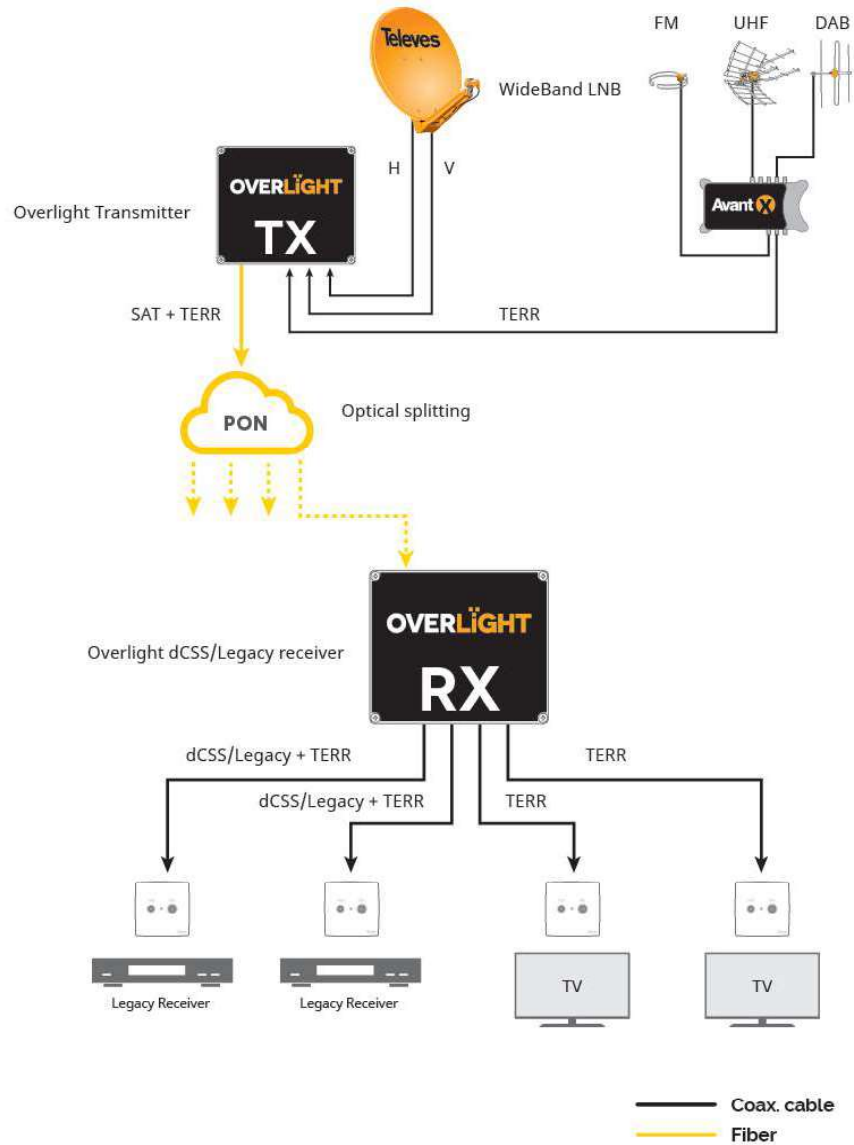 FM
UHF
DAB
Televes
WideBand LNB
H
V
Avant X
OVERLÏGHT
TX
Overlight Transmitter
SAT + TERR
TERR
PON
Optical splitting
OVERLÏGHT
RX
Overlight dCSS/Legacy receiver
dCSS/Legacy + TERR
TERR
dCSS/Legacy + TERR
TERR
Legacy Receiver
Legacy Receiver
TV
TV
Coax. cable
Fiber